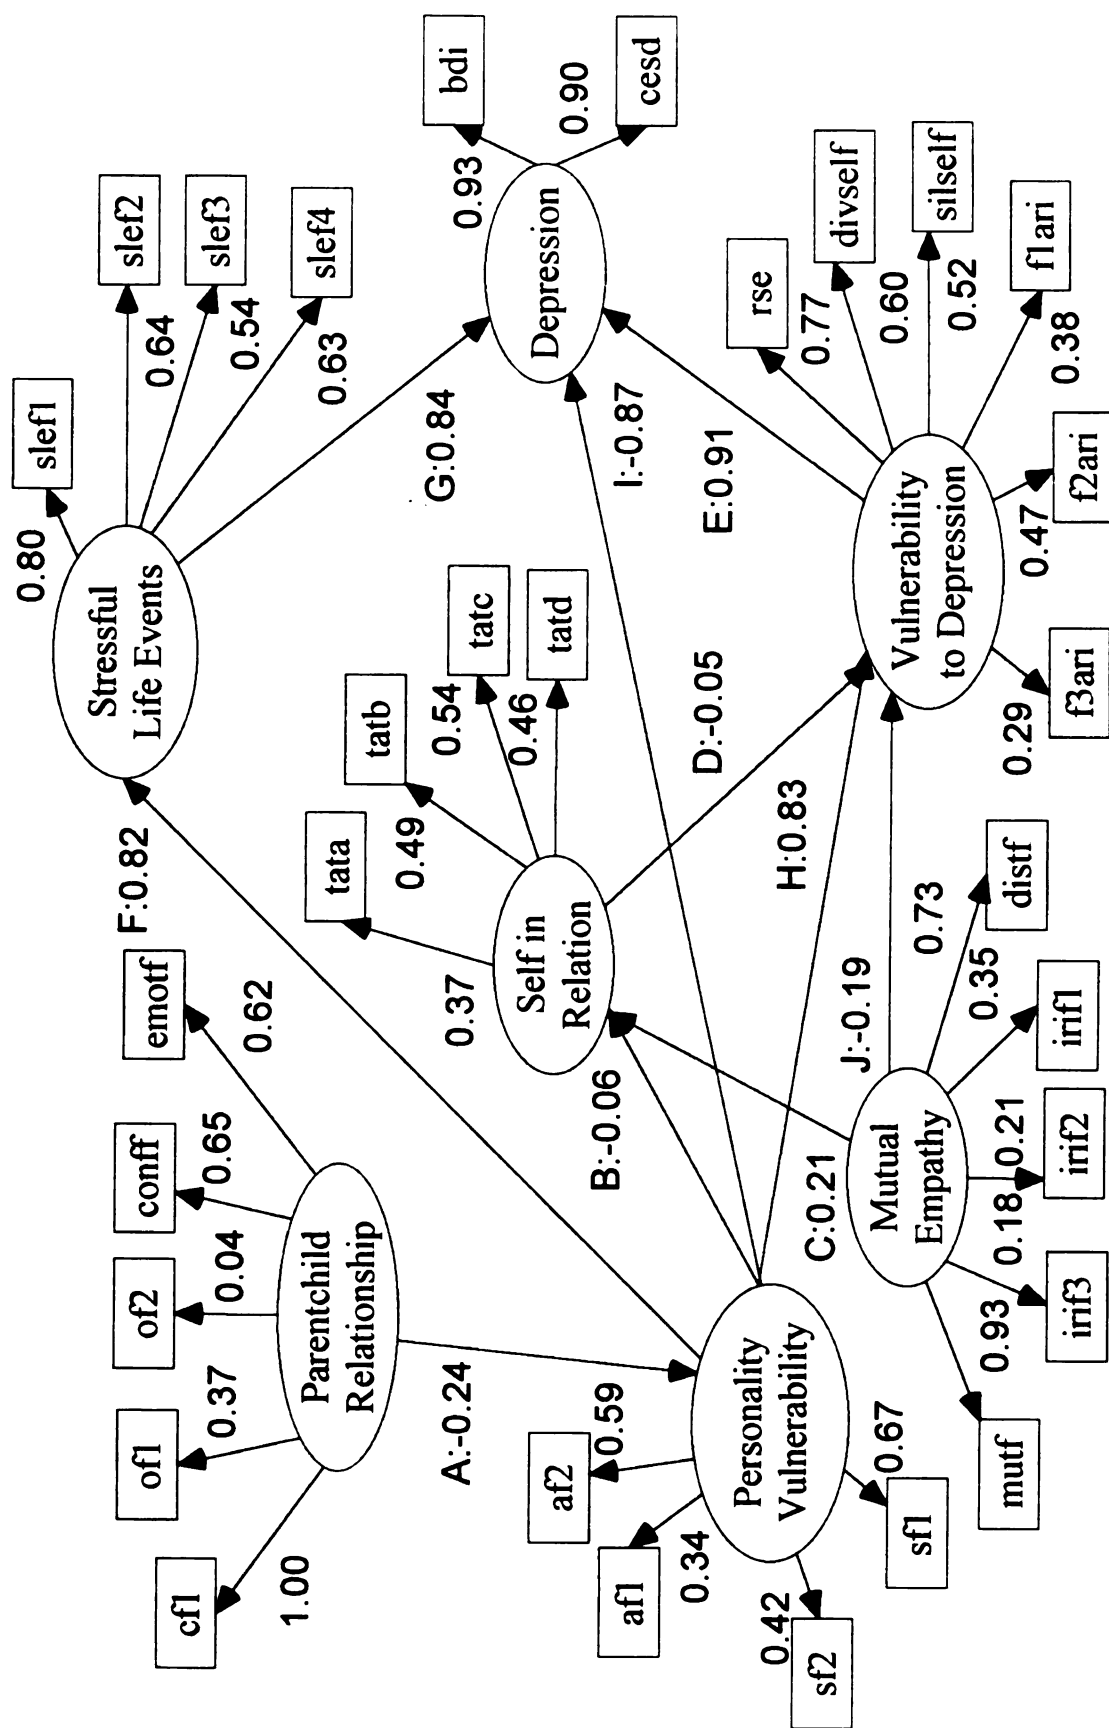 cf1
1.00
of1
0.37
of2
0.04
conff
0.65
emotf
0.62
Parentchild
Relationship
A:-0.24
F:0.82
Stressful
Life Events
slef1
0.80
slef2
0.64
slef3
0.54
slef4
0.63
G:0.84
bdi
0.93
Depression
0.90
cesd
tata
0.37
tatb
0.49
tatc
0.54
tatd
0.46
Self in
Relation
B:-0.06
D:-0.05
I:-0.87
E:0.91
af2
0.59
af1
0.34
Personality
Vulnerability
sf2
0.42
sf1
0.67
C:0.21
H:0.83
J:-0.19
Mutual
Empathy
mutf
0.93
irif3
0.18
irif2
0.21
irif1
0.35
distf
0.73
Vulnerability
to Depression
rse
0.77
divself
0.60
silself
0.52
f1ari
0.38
f2ari
0.47
f3ari
0.29